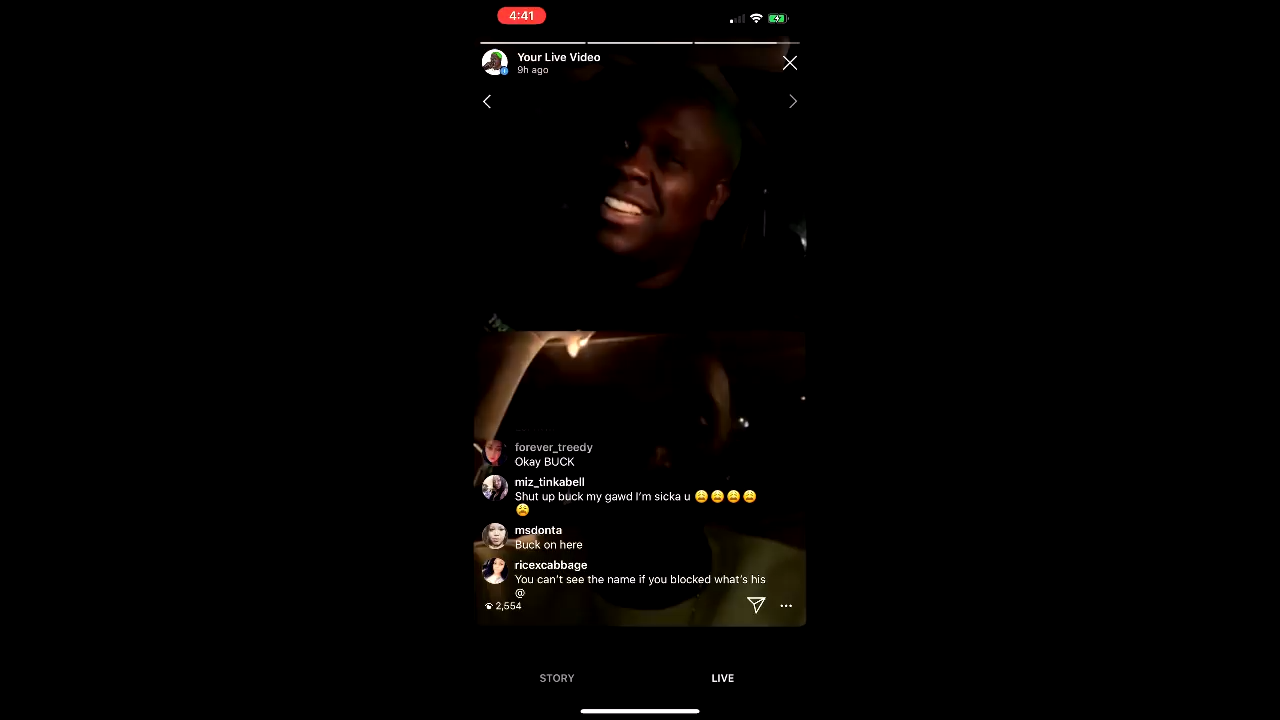 4:41
Your Live Video
9h ago
forever_treedy
Okay BUCK
miz_tinkabell
Shut up buck my gawd I’m sicka u 😩😩😩😩
😩
msdonta
Buck on here
ricexcabbage
You can’t see the name if you blocked what’s his
@
2,554
STORY LIVE